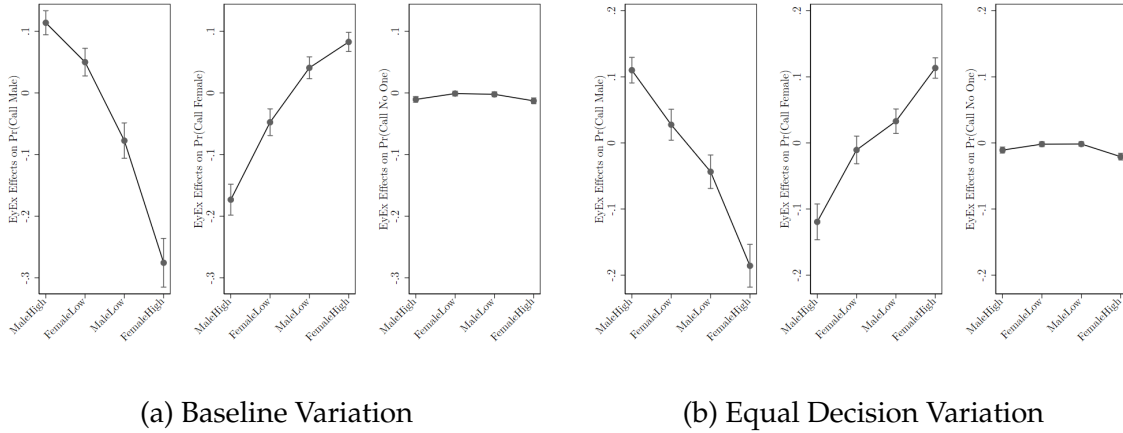 EyEx Effects on Pr(Call Male)
.1
0
-.1
-.2
-.3
MaleHigh
FemaleLow
MaleLow
FemaleHigh
EyEx Effects on Pr(Call Female)
.1
0
-.1
-.2
-.3
MaleHigh
FemaleLow
MaleLow
FemaleHigh
EyEx Effects on Pr(Call No One)
.1
0
-.1
-.2
-.3
MaleHigh
FemaleLow
MaleLow
FemaleHigh
(a) Baseline Variation
EyEx Effects on Pr(Call Male)
.2
.1
0
-.1
-.2
MaleHigh
FemaleLow
MaleLow
FemaleHigh
EyEx Effects on Pr(Call Female)
.2
.1
0
-.1
-.2
MaleHigh
FemaleLow
MaleLow
FemaleHigh
EyEx Effects on Pr(Call No One)
.2
.1
0
-.1
-.2
MaleHigh
FemaleLow
MaleLow
FemaleHigh
(b) Equal Decision Variation